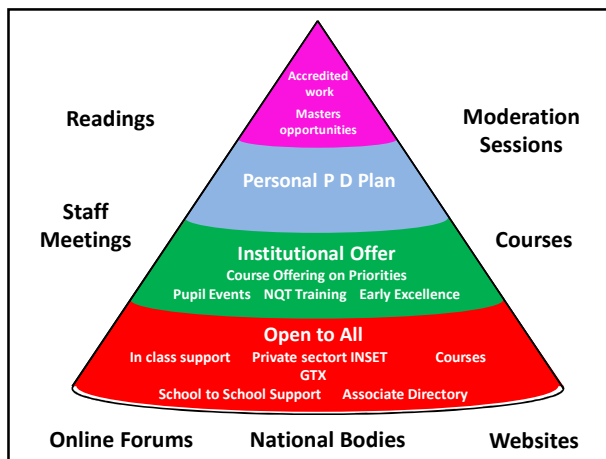 Accredited
work
Masters
opportunities
Readings
Moderation
Sessions
Personal P D Plan
Staff
Meetings
Courses
Institutional Offer
Course Offering on Priorities
Pupil Events NQT Training Early Excellence
Open to All
In class support Private sectort INSET Courses
GTX
School to School Support Associate Directory
Online Forums National Bodies Websites